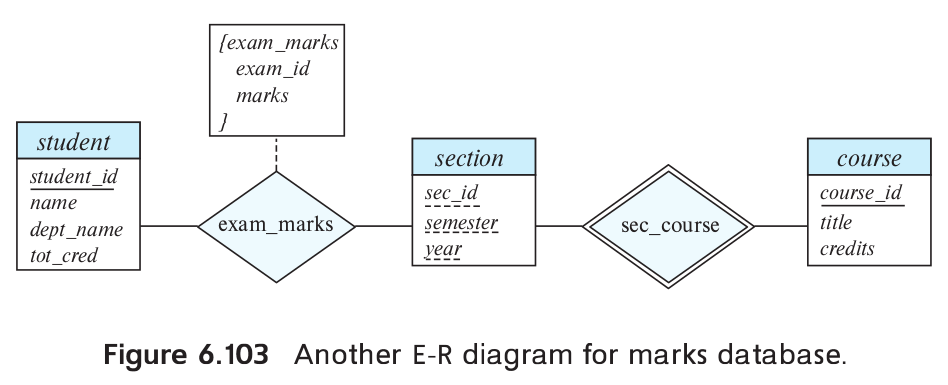 {exam_marks
exam_id
marks
}
student
student_id
name
dept_name
tot_cred
exam_marks
section
sec_id
semester
year
sec_course
course
course_id
title
credits
Figure 6.103 Another E-R diagram for marks database.